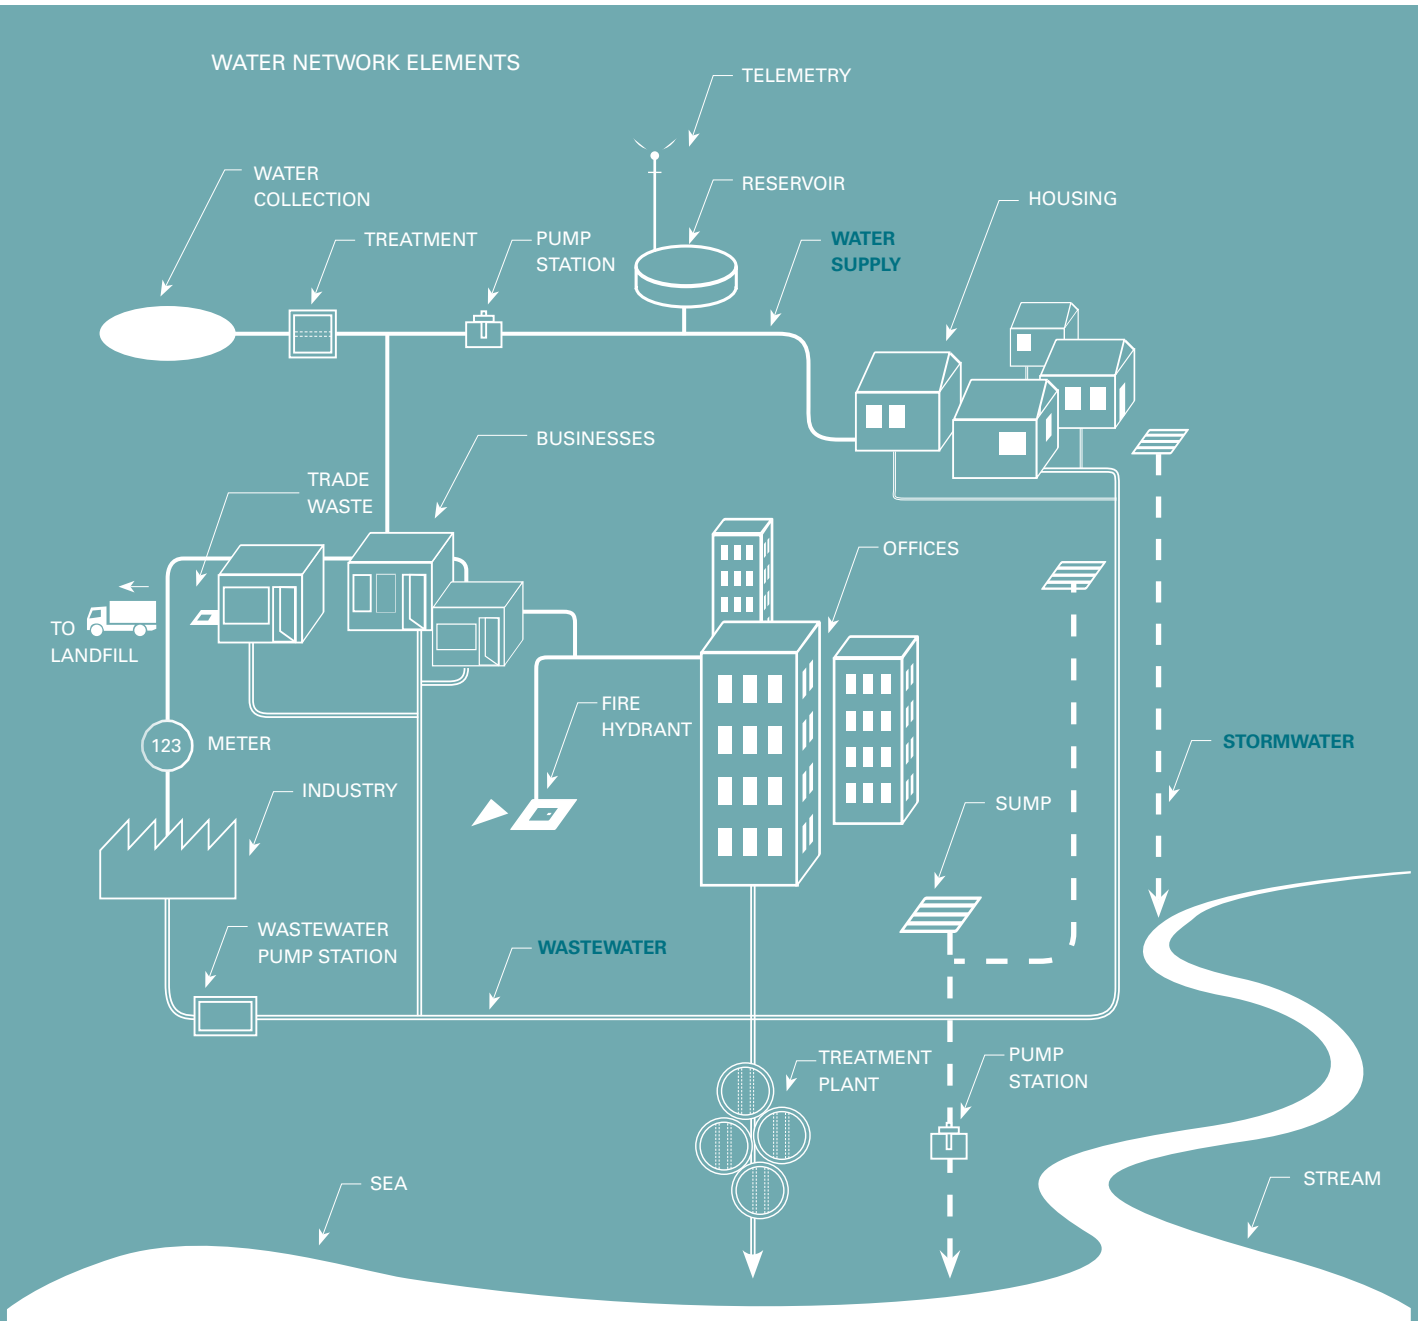 WATER NETWORK ELEMENTS
TELEMETRY
WATER
COLLECTION
RESERVOIR
HOUSING
TREATMENT
PUMP
STATION
WATER
SUPPLY
BUSINESSES
TRADE
WASTE
OFFICES
TO
LANDFILL
FIRE
HYDRANT
123
METER
STORMWATER
INDUSTRY
SUMP
WASTEWATER
PUMP STATION
WASTEWATER
TREATMENT
PLANT
PUMP
STATION
SEA
STREAM